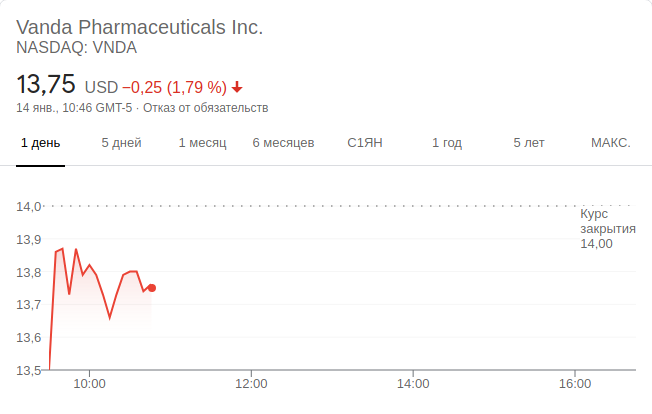 Vanda Pharmaceuticals Inc.
NASDAQ: VNDA
13,75 USD −0,25 (1,79 %)
14 янв., 10:46 GMT-5 · Отказ от обязательств
1 день 5 дней 1 месяц 6 месяцев С1ЯН 1 год 5 лет МАКС.
14,0
Курс
закрытия
14,00
13,9
13,8
13,7
13,6
13,5
10:00 12:00 14:00 16:00